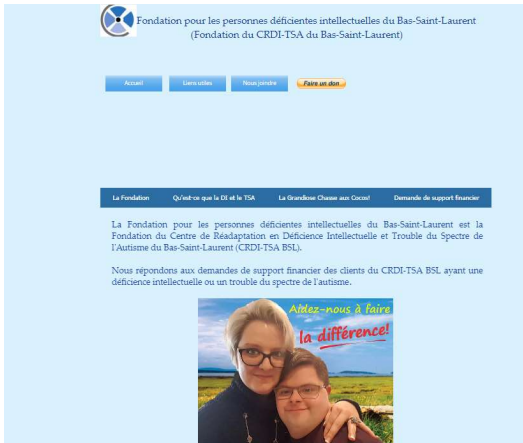 Fondation pour les personnes déficientes intellectuelles du Bas-Saint-Laurent
(Fondation du CRDI-TSA du Bas-Saint-Laurent)
Accueil Liens utiles Nous joindre Faire un don
La Fondation Qu'est-ce que la DI et le TSA La Grandiose Chasse aux Cocos! Demande de support financier
La Fondation pour les personnes déficientes intellectuelles du Bas-Saint-Laurent est la
Fondation du Centre de Réadaptation en Déficience Intellectuelle et Trouble du Spectre de
l'Autisme du Bas-Saint-Laurent (CRDI-TSA BSL).
Nous répondons aux demandes de support financier des clients du CRDI-TSA BSL ayant une
déficience intellectuelle ou un trouble du spectre de l'autisme.
Aidez-nous à faire
la différence!